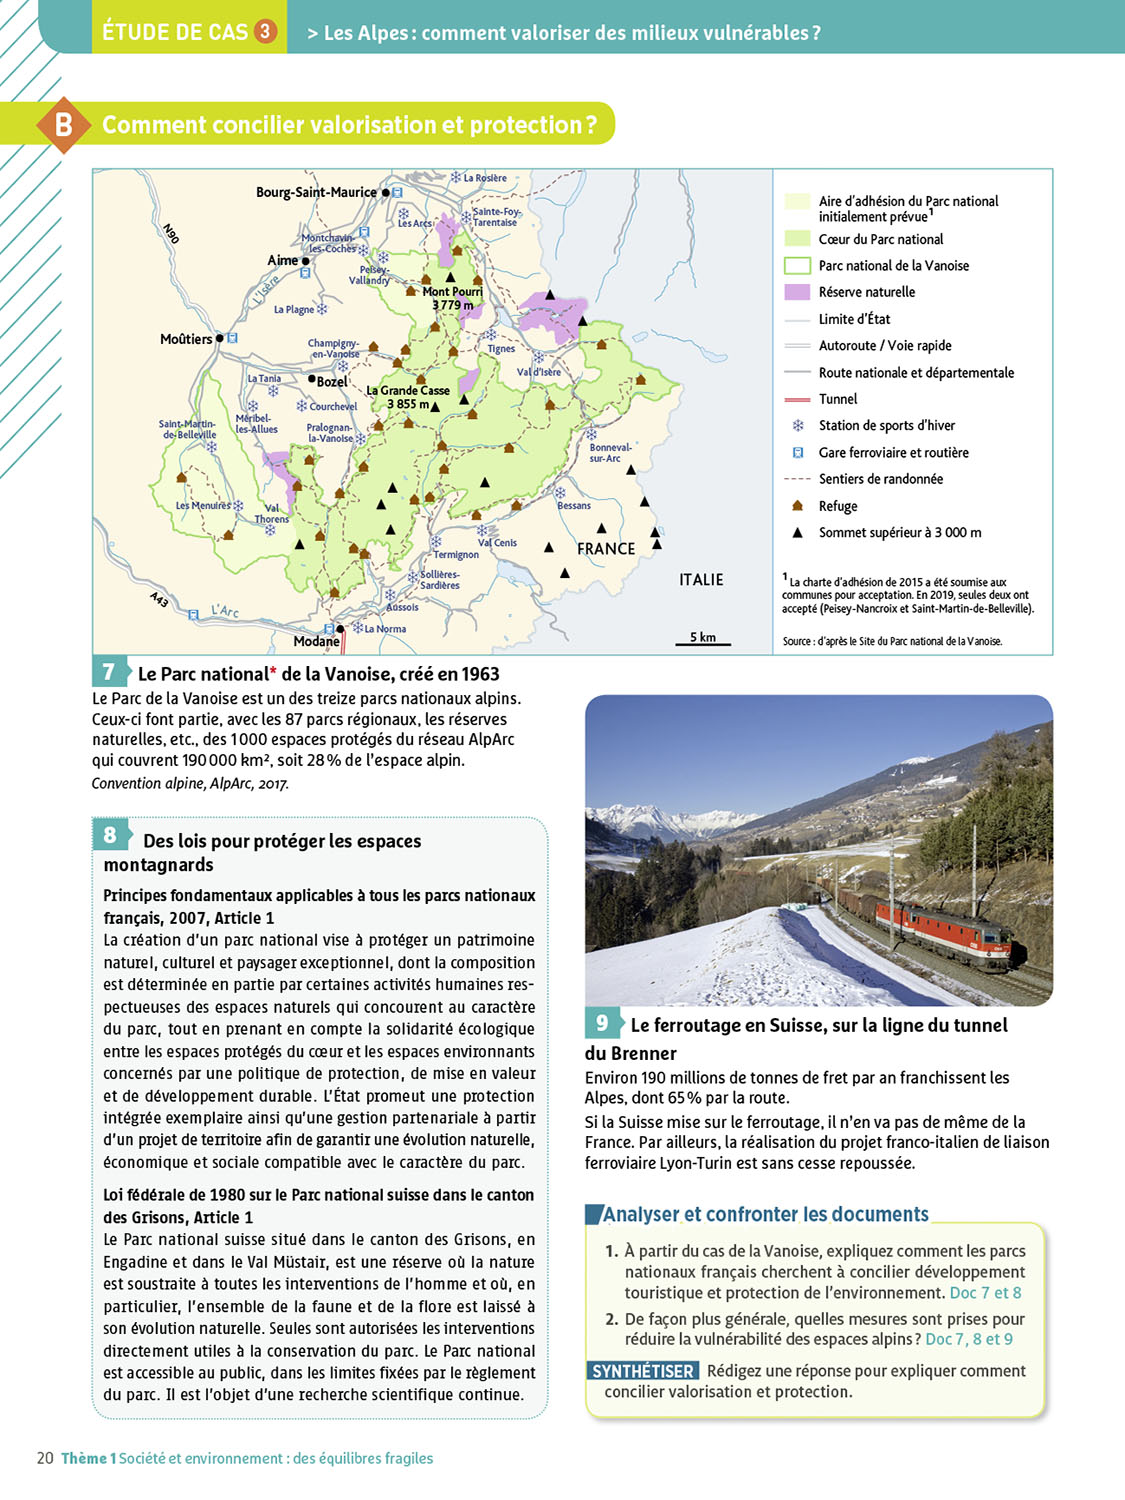 ÉTUDE DE CAS 3
> Les Alpes : comment valoriser des milieux vulnérables ?
B Comment concilier valorisation et protection ?
La Rosière
Bourg-Saint-Maurice
Les Arcs
Sainte-Foy-
Tarentaise
N90
Montchavin-
les-Coches
Aime
Peisey-
Vallandry
L'Isère
Mont Pourri
3 779 m
La Plagne
Moûtiers
Champigny-
en-Vanoise
Tignes
Val d'Isère
La Tania
Bozel
La Grande Casse
3 855 m
Courchevel
Saint-Martin-
de-Belleville
Méribel-
les-Allues
Pralognan-
la-Vanoise
Bonneval-
sur-Arc
Les Menuires
Val
Thorens
Bessans
Val Cenis
Termignon
FRANCE
Sollières-
Sardières
ITALIE
A43
L'Arc
Aussois
La Norma
Modane
5 km
Aire d'adhésion du Parc national
initialement prévue1
Cœur du Parc national
Parc national de la Vanoise
Réserve naturelle
Limite d'État
Autoroute / Voie rapide
Route nationale et départementale
Tunnel
Station de sports d'hiver
Gare ferroviaire et routière
Sentiers de randonnée
Refuge
Sommet supérieur à 3 000 m
1 La charte d'adhésion de 2015 a été soumise aux
communes pour acceptation. En 2019, seules deux ont
accepté (Peisey-Nancroix et Saint-Martin-de-Belleville).
Source : d'après le Site du Parc national de la Vanoise.
7 Le Parc national* de la Vanoise, créé en 1963
Le Parc de la Vanoise est un des treize parcs nationaux alpins.
Ceux-ci font partie, avec les 87 parcs régionaux, les réserves
naturelles, etc., des 1 000 espaces protégés du réseau AlpArc
qui couvrent 190 000 km², soit 28 % de l'espace alpin.
Convention alpine, AlpArc, 2017.
8 Des lois pour protéger les espaces
montagnards
Principes fondamentaux applicables à tous les parcs nationaux
français, 2007, Article 1
La création d'un parc national vise à protéger un patrimoine
naturel, culturel et paysager exceptionnel, dont la composition
est déterminée en partie par certaines activités humaines res-
pectueuses des espaces naturels qui concourent au caractère
du parc, tout en prenant en compte la solidarité écologique
entre les espaces protégés du cœur et les espaces environnants
concernés par une politique de protection, de mise en valeur
et de développement durable. L'État promeut une protection
intégrée exemplaire ainsi qu'une gestion partenariale à partir
d'un projet de territoire afin de garantir une évolution naturelle,
économique et sociale compatible avec le caractère du parc.
Loi fédérale de 1980 sur le Parc national suisse dans le canton
des Grisons, Article 1
Le Parc national suisse situé dans le canton des Grisons, en
Engadine et dans le Val Müstair, est une réserve où la nature
est soustraite à toutes les interventions de l'homme et où, en
particulier, l'ensemble de la faune et de la flore est laissé à
son évolution naturelle. Seules sont autorisées les interventions
directement utiles à la conservation du parc. Le Parc national
est accessible au public, dans les limites fixées par le règlement
du parc. Il est l'objet d'une recherche scientifique continue.
9 Le ferroutage en Suisse, sur la ligne du tunnel
du Brenner
Environ 190 millions de tonnes de fret par an franchissent les
Alpes, dont 65 % par la route.
Si la Suisse mise sur le ferroutage, il n'en va pas de même de la
France. Par ailleurs, la réalisation du projet franco-italien de liaison
ferroviaire Lyon-Turin est sans cesse repoussée.
Analyser et confronter les documents
1. À partir du cas de la Vanoise, expliquez comment les parcs
nationaux français cherchent à concilier développement
touristique et protection de l'environnement. Doc 7 et 8
2. De façon plus générale, quelles mesures sont prises pour
réduire la vulnérabilité des espaces alpins ? Doc 7, 8 et 9
SYNTHÉTISER Rédigez une réponse pour expliquer comment
concilier valorisation et protection.
20 Thème 1 Société et environnement : des équilibres fragiles